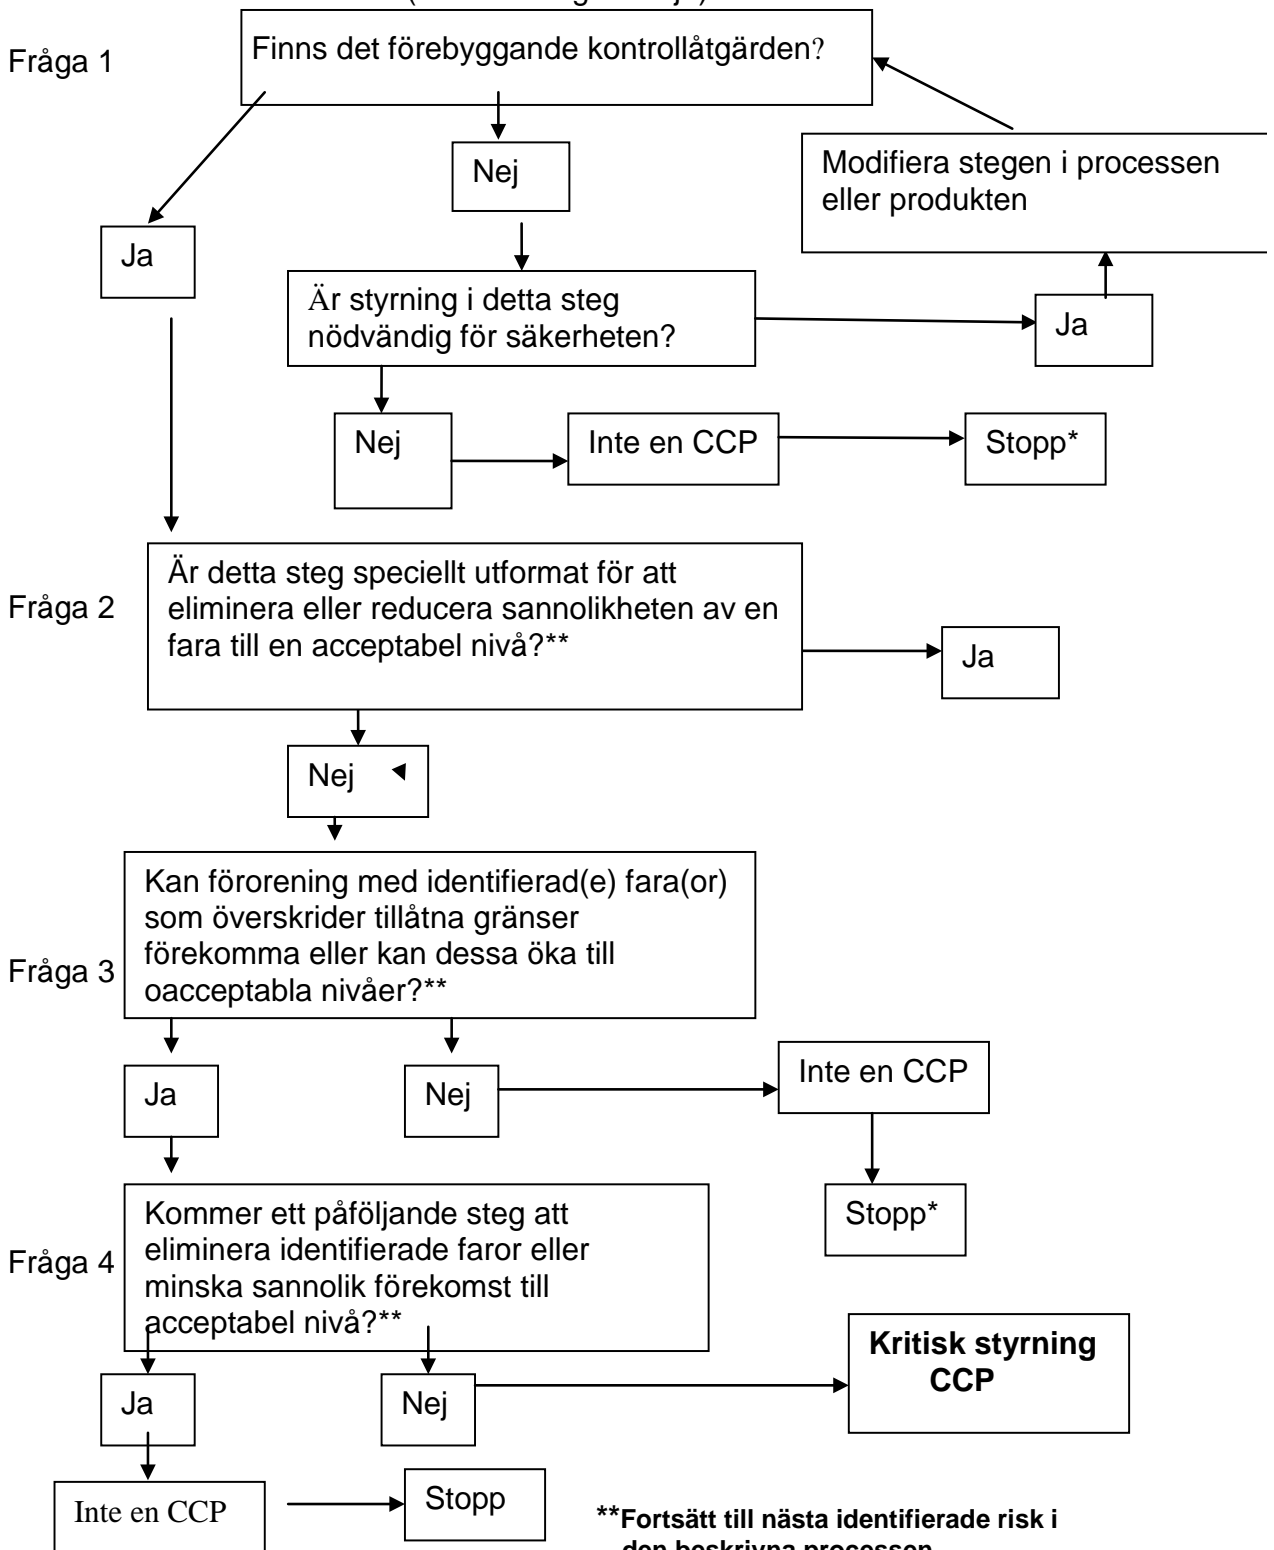 Fråga 1
Finns det förebyggande kontrollåtgärden?
Nej
Modifiera stegen i processen
eller produkten
Ja
Är styrning i detta steg
nödvändig för säkerheten?
Ja
Nej
Inte en CCP
Stopp*
Fråga 2
Är detta steg speciellt utformat för att
eliminera eller reducera sannolikheten av en
fara till en acceptabel nivå?**
Ja
Nej
Fråga 3
Kan förorening med identifierad(e) fara(or)
som överskrider tillåtna gränser
förekomma eller kan dessa öka till
oacceptabla nivåer?**
Ja
Nej
Inte en CCP
Stopp*
Fråga 4
Kommer ett påföljande steg att
eliminera identifierade faror eller
minska sannolik förekomst till
acceptabel nivå?**
Kritisk styrning
CCP
Ja
Nej
Inte en CCP
Stopp
**Fortsätt till nästa identifierade risk i
den beskrivna processen